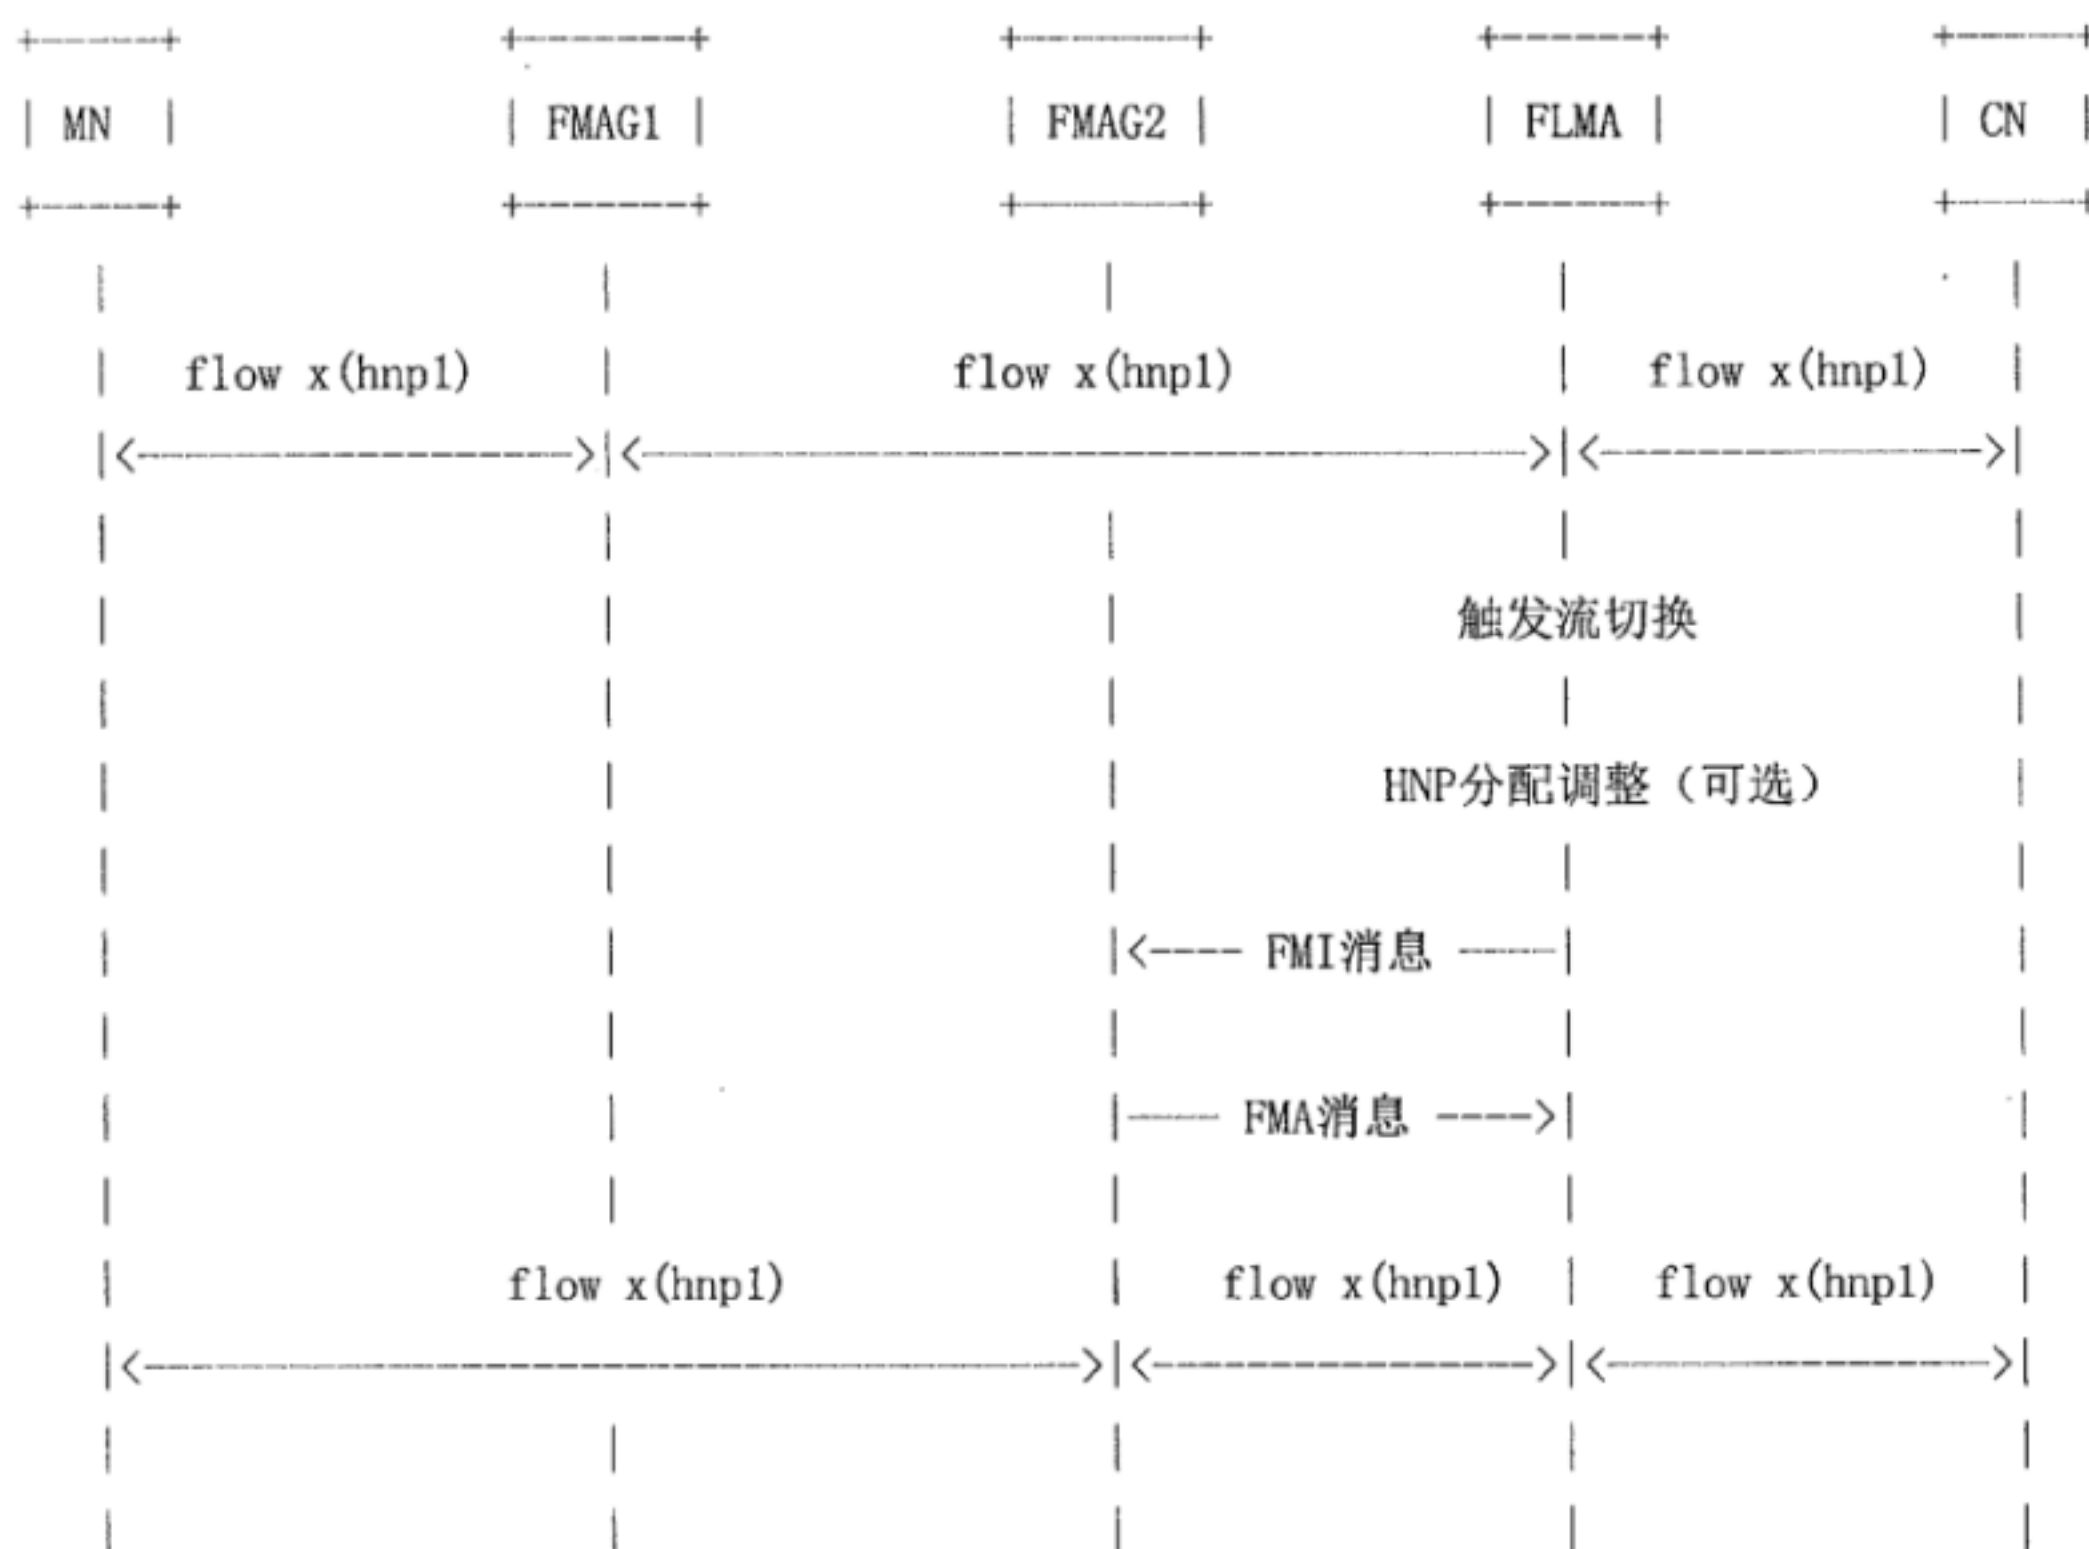 MN FMAG1 FMAG2 FLMA CN
flow x(hnp1) flow x(hnp1) flow x(hnp1)
触发流切换
HNP分配调整（可选）
FMI消息
FMA消息
flow x(hnp1) flow x(hnp1) flow x(hnp1)